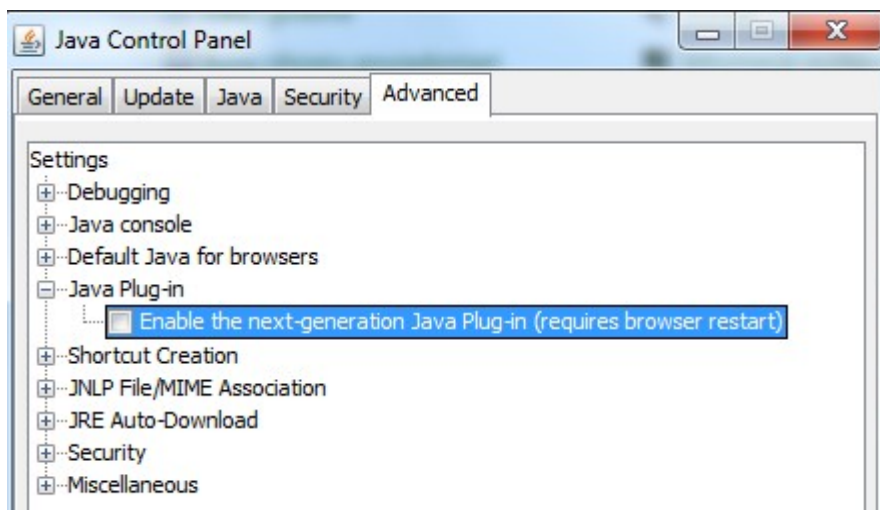 Java Control Panel
General Update Java Security Advanced
Settings
Debugging
Java console
Default Java for browsers
Java Plug-in
Enable the next-generation Java Plug-in (requires browser restart)
Shortcut Creation
JNLP File/MIME Association
JRE Auto-Download
Security
Miscellaneous